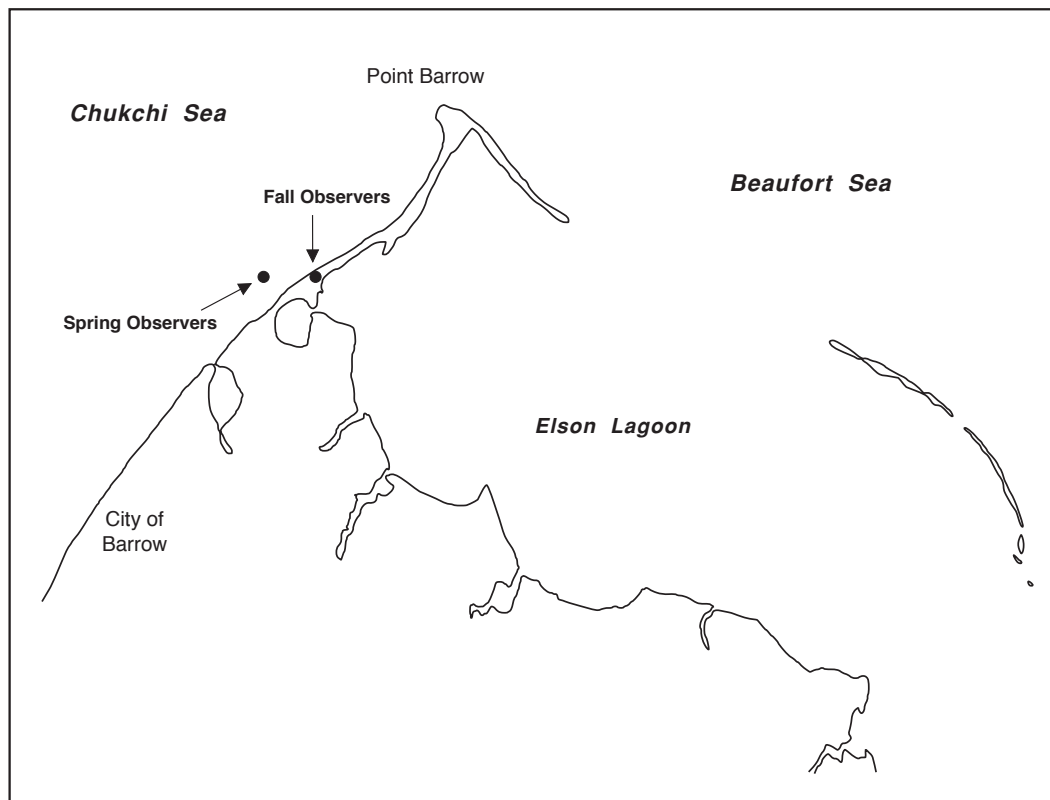 Point Barrow
Chukchi Sea
Beaufort Sea
Fall Observers
Spring Observers
Elson Lagoon
City of
Barrow